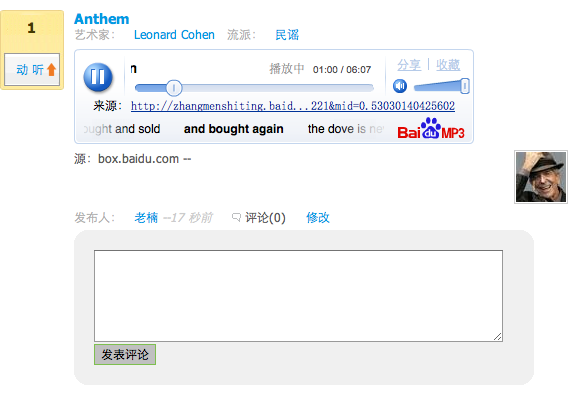 1
动 听
Anthem
艺术家: Leonard Cohen 流派: 民谣
播放中 01:00 / 06:07
分享 | 收藏
来源: http://zhangmenshiting.baid...221&mid=0.53030140425602
ought and sold and bought again the dove is ne
Bai du MP3
源: box.baidu.com --
发布人: 老楠 --17 秒前 评论(0) 修改
发表评论